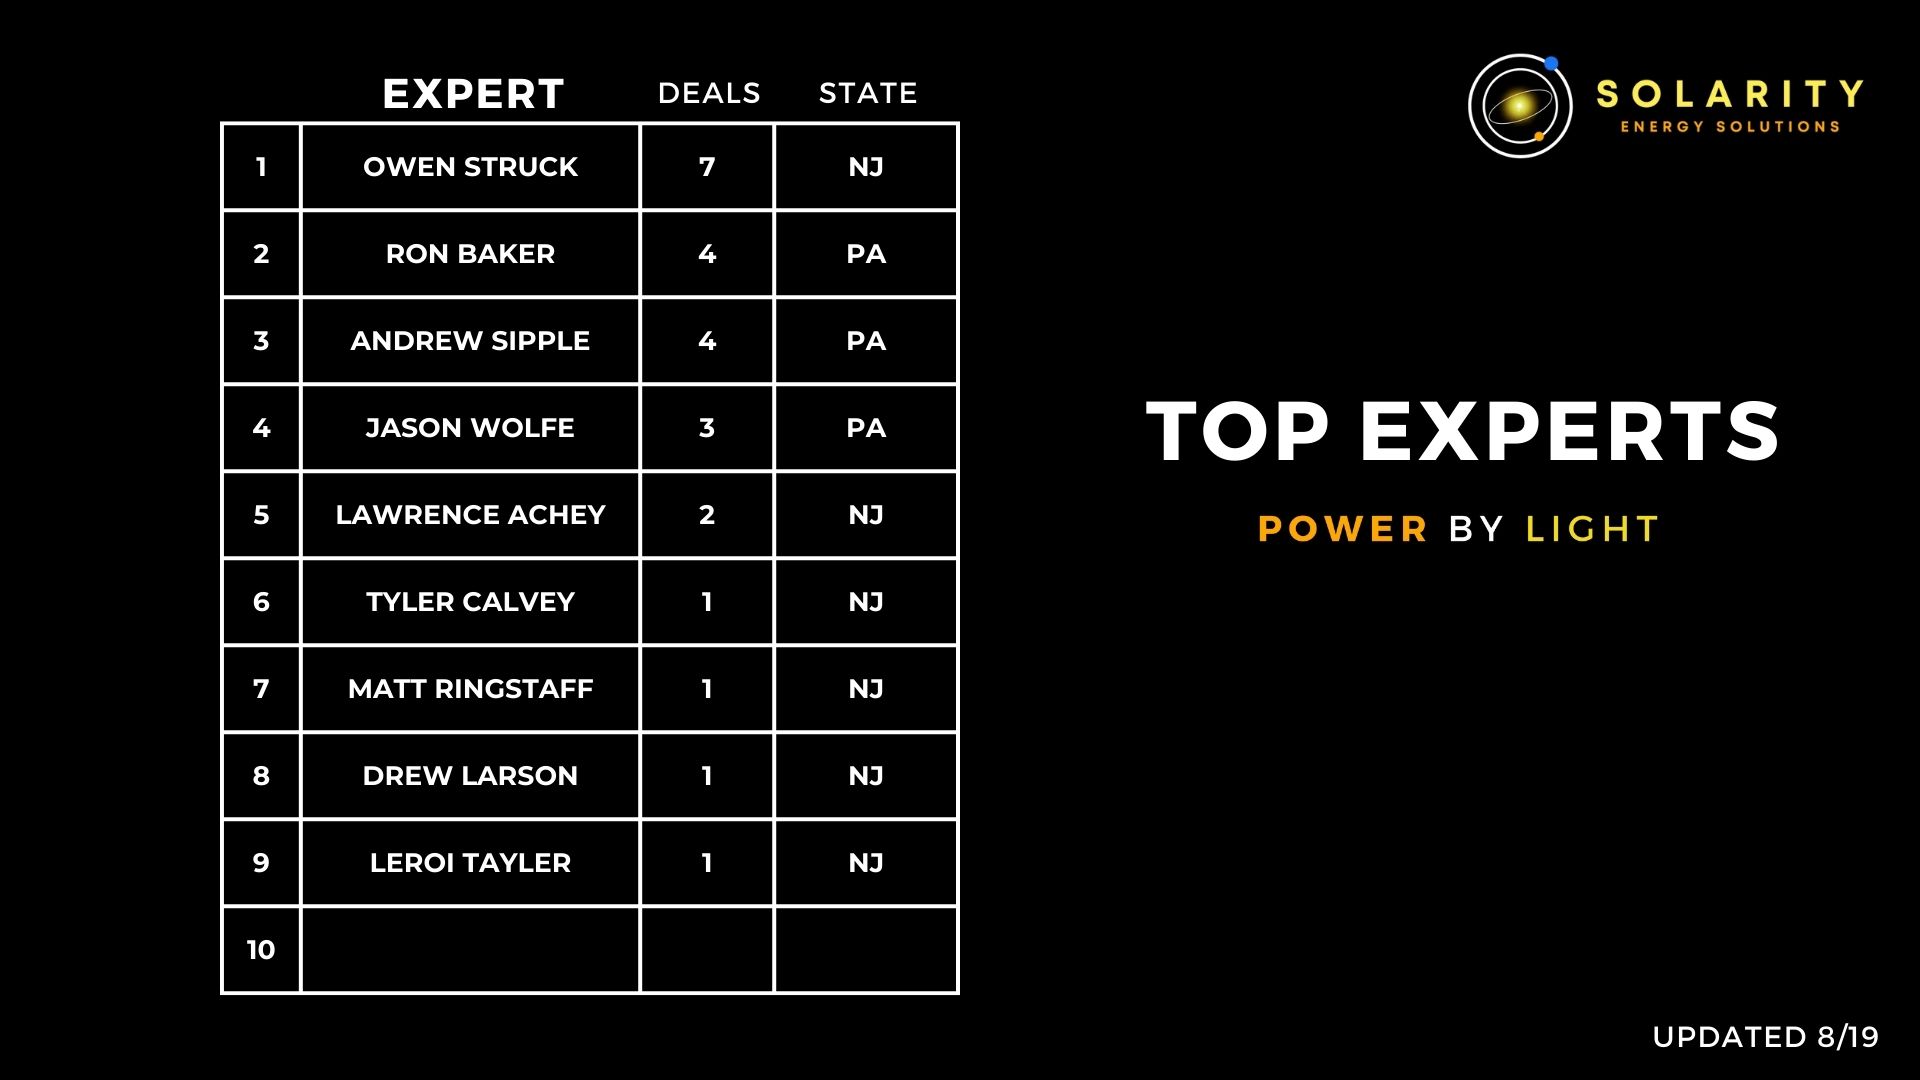 EXPERT DEALS STATE
1 OWEN STRUCK 7 NJ
2 RON BAKER 4 PA
3 ANDREW SIPPLE 4 PA
4 JASON WOLFE 3 PA
5 LAWRENCE ACHEY 2 NJ
6 TYLER CALVEY 1 NJ
7 MATT RINGSTAFF 1 NJ
8 DREW LARSON 1 NJ
9 LEROI TAYLER 1 NJ
10
SOLARITY
ENERGY SOLUTIONS
TOP EXPERTS
POWER BY LIGHT
UPDATED 8/19